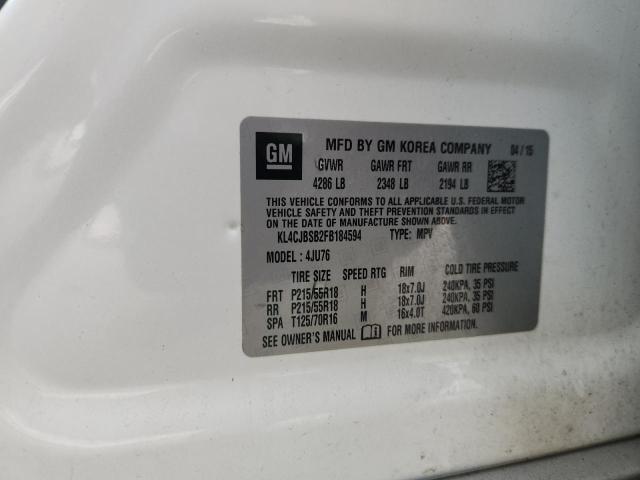 GM
MFD BY GM KOREA COMPANY 04/15
GVWR GAWR FRT GAWR RR
4286 LB 2348 LB 2194 LB
THIS VEHICLE CONFORMS TO ALL APPLICABLE U.S. FEDERAL MOTOR
VEHICLE SAFETY AND THEFT PREVENTION STANDARDS IN EFFECT
ON THE DATE OF MANUFACTURE SHOWN ABOVE.
KL4CJBSB2FB184594 TYPE: MPV
MODEL: 4JU76
TIRE SIZE SPEED RTG RIM COLD TIRE PRESSURE
FRT P215/55R18 H 18x7.0J 240KPA, 35 PSI
RR P215/55R18 H 18x7.0J 240KPA, 35 PSI
SPA T125/70R16 M 16x4.0T 420KPA, 60 PSI
SEE OWNER'S MANUAL FOR MORE INFORMATION.